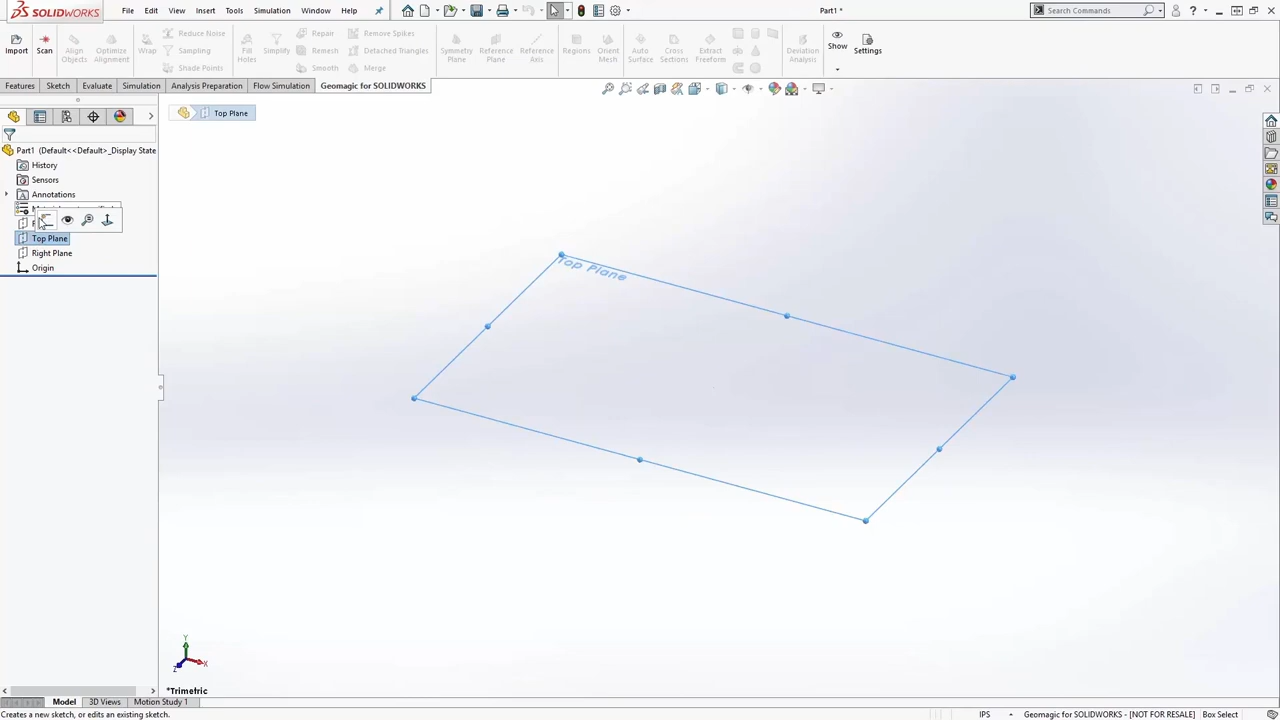 SOLIDWORKS
File Edit View Insert Tools Simulation Window Help
Part1 *
Search Commands
Import
Scan
Align Objects
Optimize Alignment
Wrap
Reduce Noise
Sampling
Shade Points
Fill Holes
Simplify
Repair
Remesh
Smooth
Remove Spikes
Detached Triangles
Merge
Symmetry Plane
Reference Plane
Reference Axis
Regions
Orient Mesh
Auto Surface
Cross Sections
Extract Freeform
Deviation Analysis
Show
Settings
Features Sketch Evaluate Simulation Analysis Preparation Flow Simulation Geomagic for SOLIDWORKS
Top Plane
Part1 (Default<<Default>_Display State
History
Sensors
Annotations
Top Plane
Right Plane
Origin
Top Plane
Y
X
Z
*Trimetric
Model 3D Views Motion Study 1
Creates a new sketch, or edits an existing sketch.
IPS
Geomagic for SOLIDWORKS - [NOT FOR RESALE]
Box Select